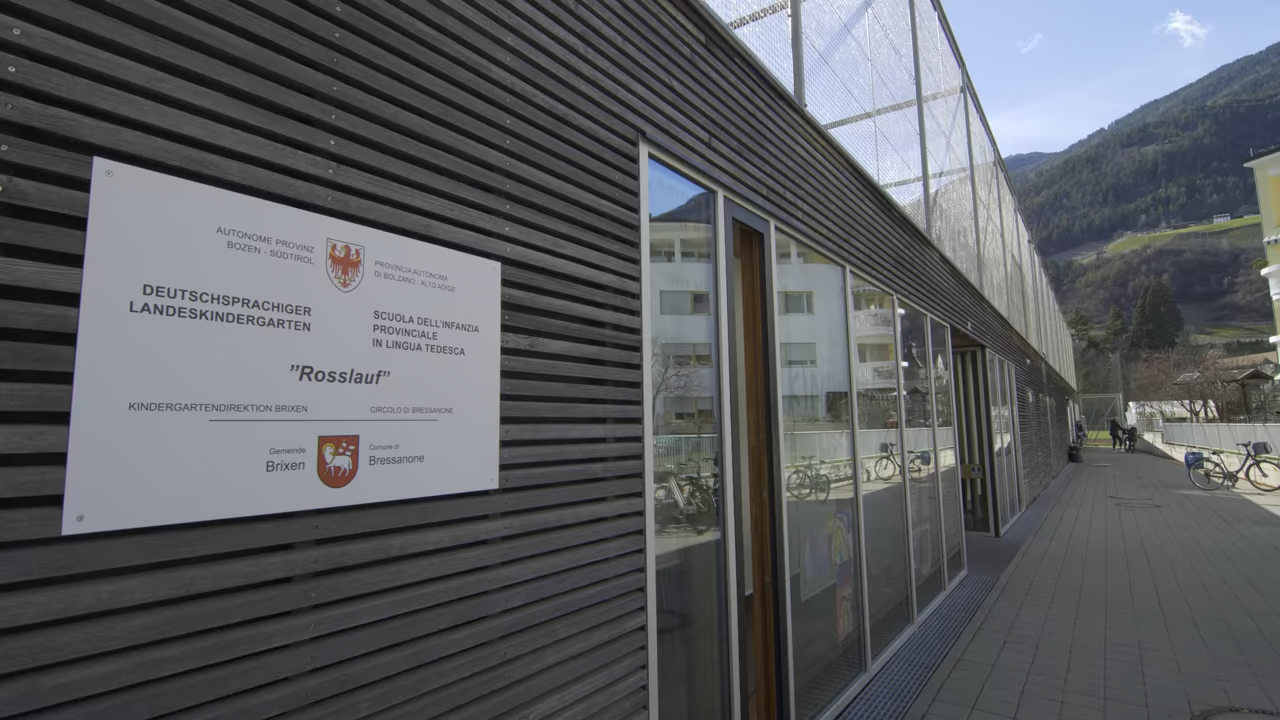 AUTONOME PROVINZ
BOZEN - SÜDTIROL
PROVINCIA AUTONOMA
DI BOLZANO - ALTO ADIGE
DEUTSCHSPRACHIGER
LANDESKINDERGARTEN
SCUOLA DELL'INFANZIA
PROVINCIALE
IN LINGUA TEDESCA
"Rosslauf"
KINDERGARTENDIREKTION BRIXEN
CIRCOLO DI BRESSANONE
Gemeinde
Brixen
Comune di
Bressanone